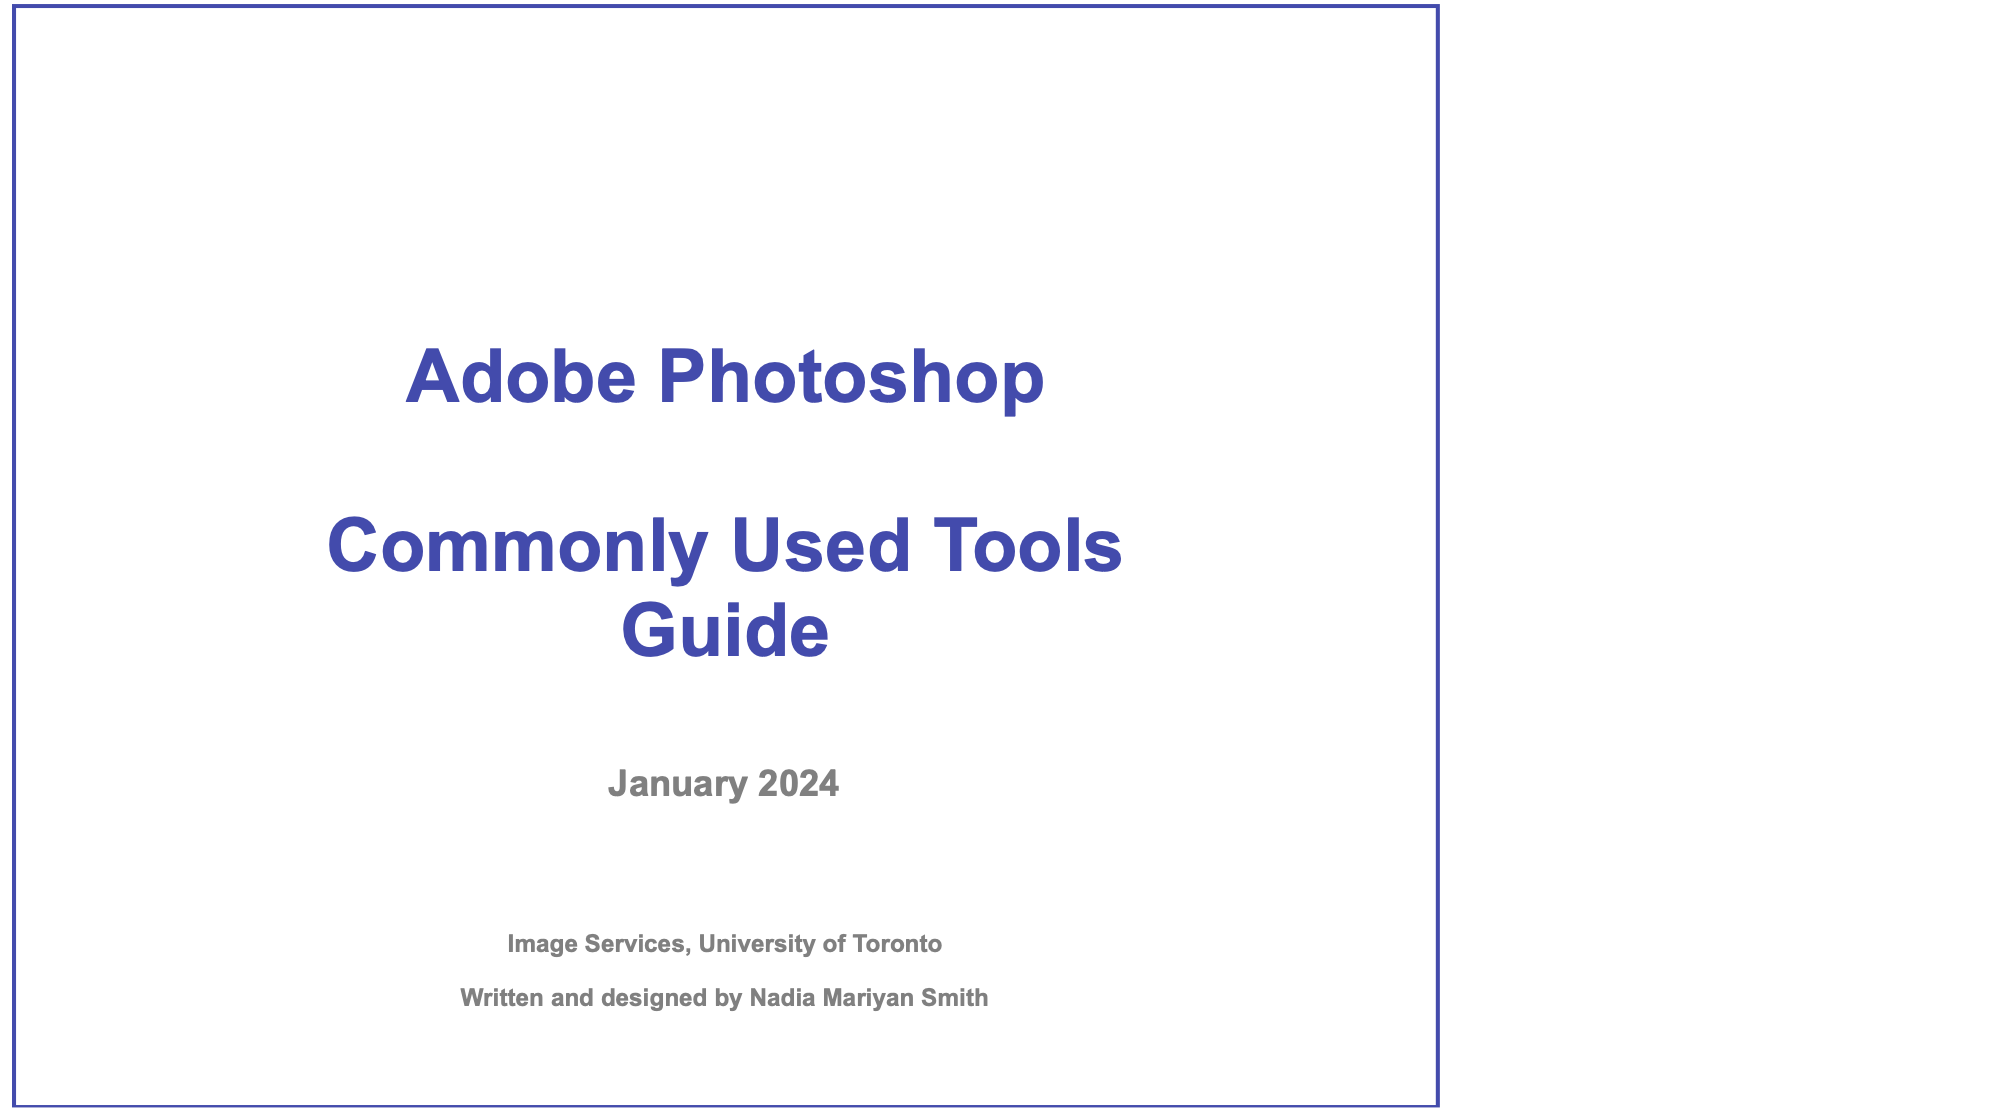 Adobe Photoshop
Commonly Used Tools
Guide
January 2024
Image Services, University of Toronto
Written and designed by Nadia Mariyan Smith